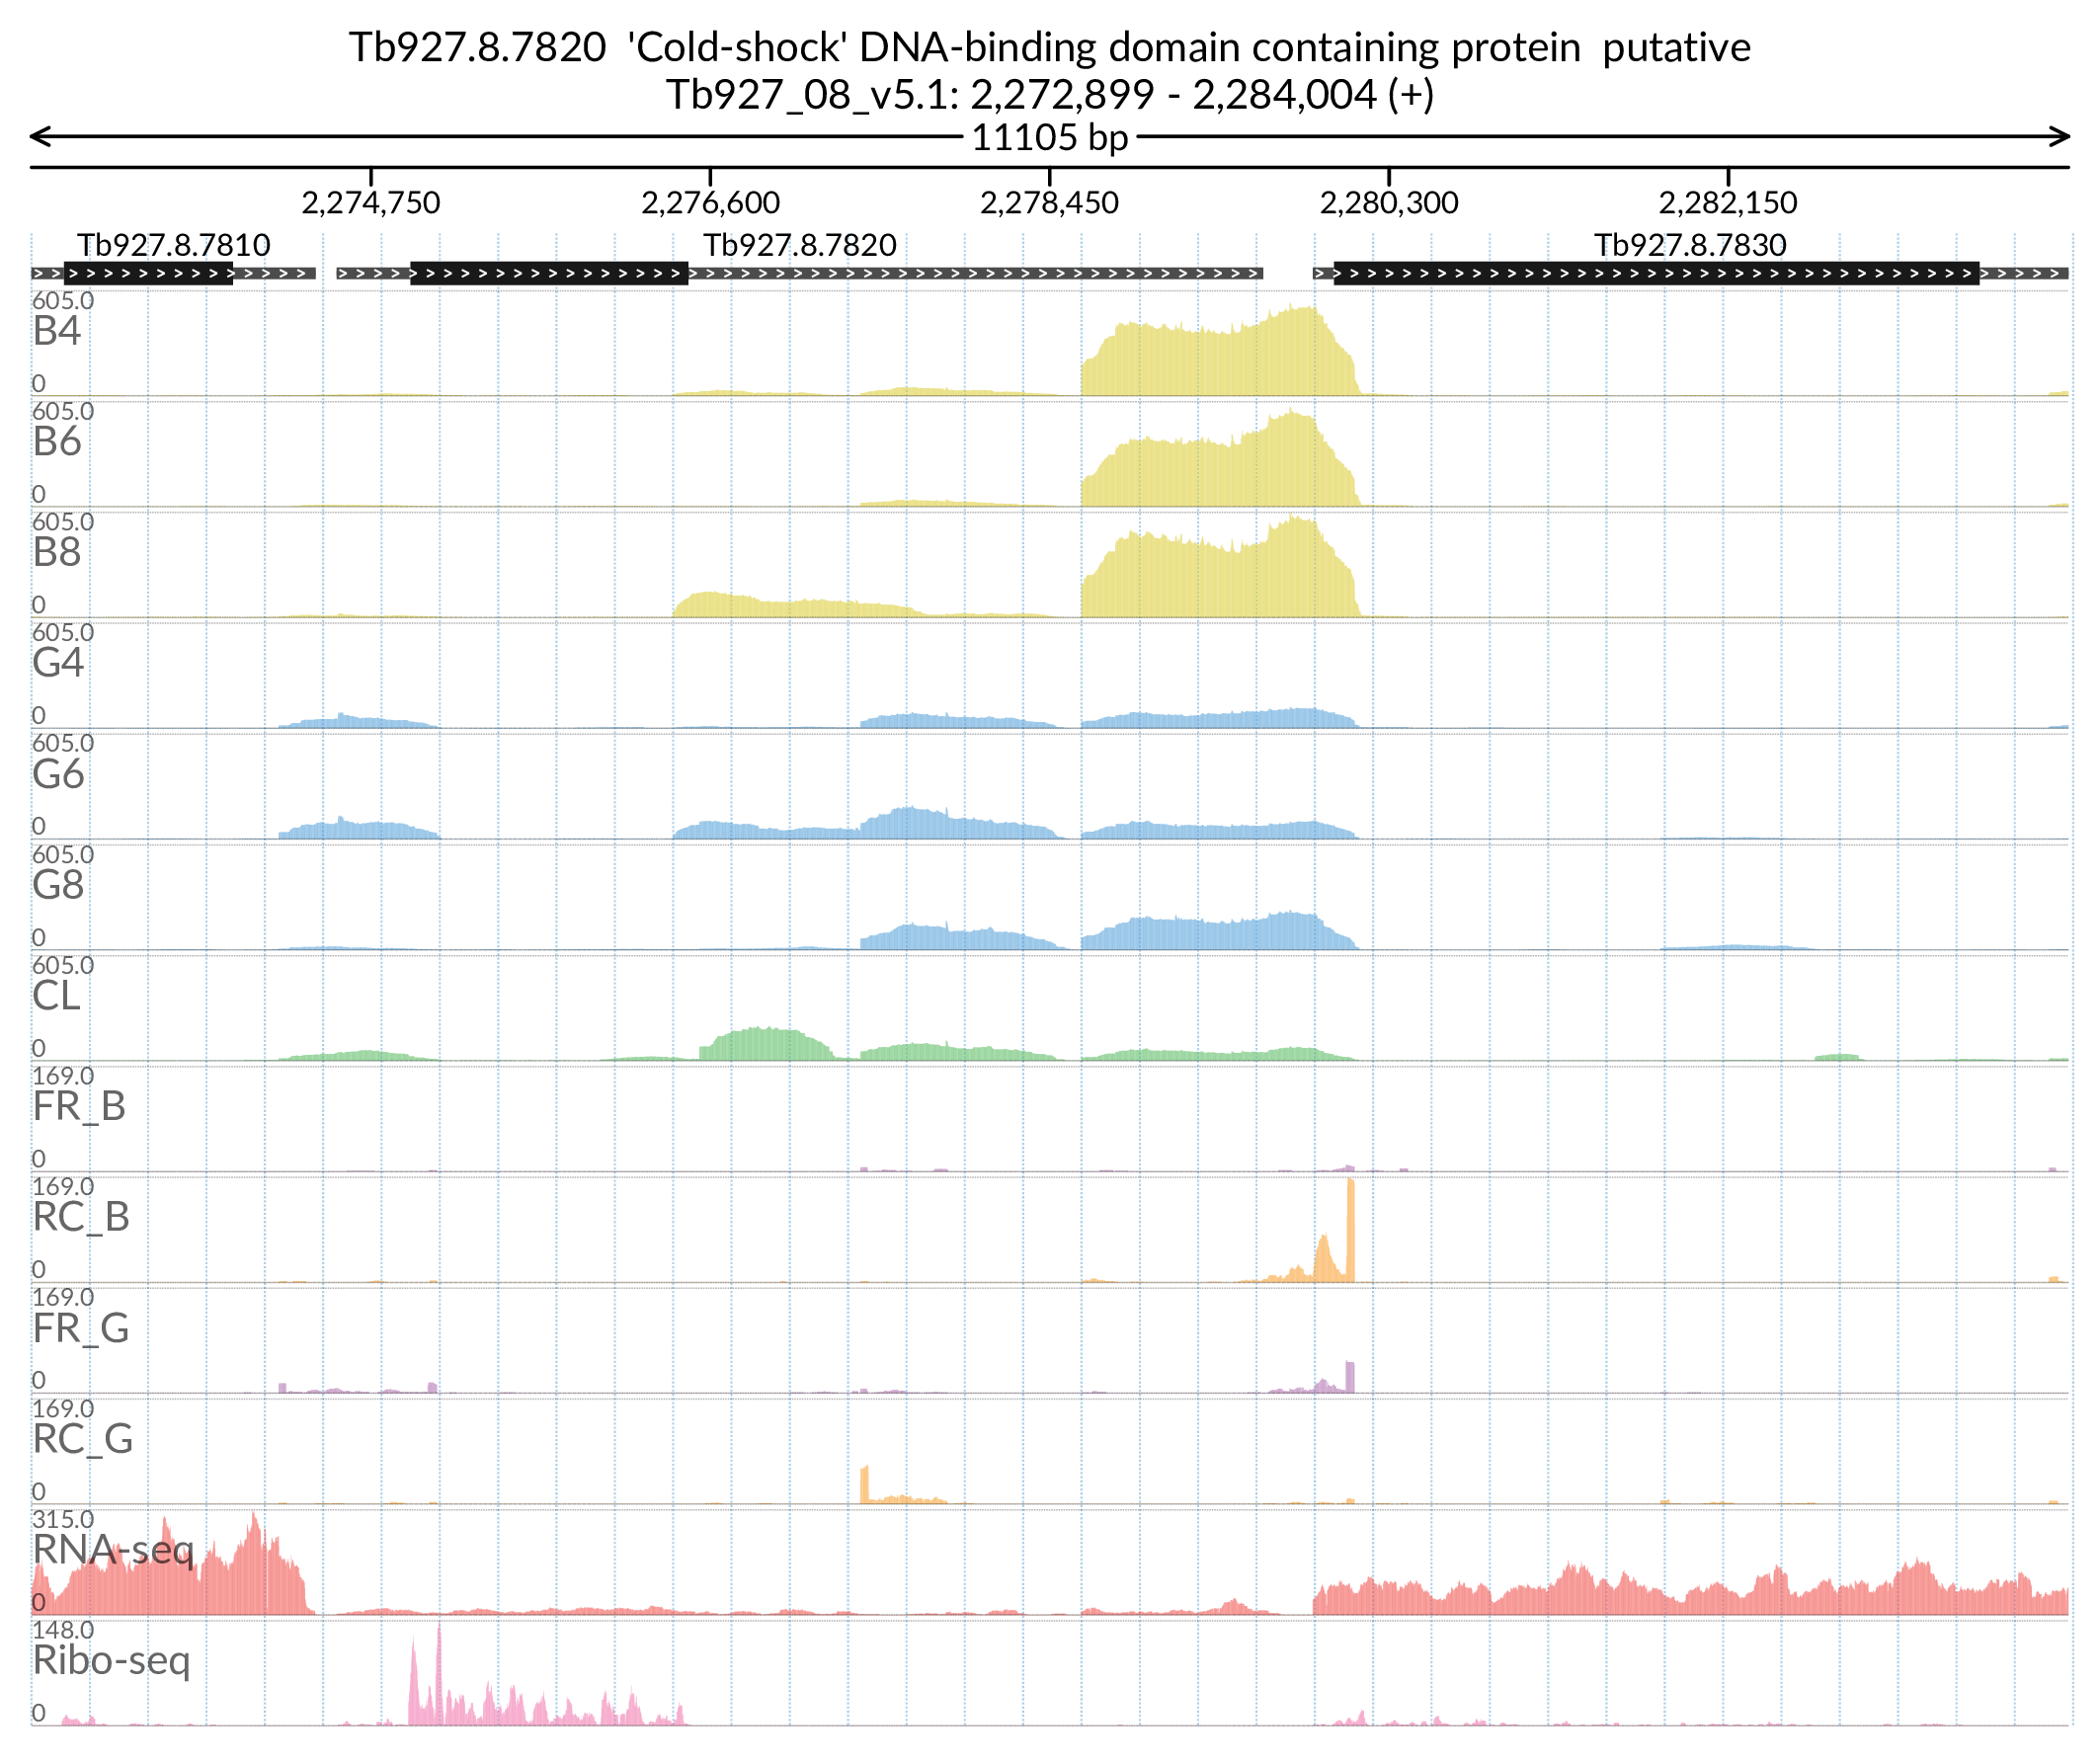 Tb927.8.7820  'Cold-shock' DNA-binding domain containing protein  putative
Tb927_08_v5.1: 2,272,899 - 2,284,004 (+)
11105 bp
2,274,750 2,276,600 2,278,450 2,280,300 2,282,150
Tb927.8.7810 Tb927.8.7820 Tb927.8.7830
605.0
B4
0
605.0
B6
0
605.0
B8
0
605.0
G4
0
605.0
G6
0
605.0
G8
0
605.0
CL
0
169.0
FR_B
0
169.0
RC_B
0
169.0
FR_G
0
169.0
RC_G
0
315.0
RNA-seq
0
148.0
Ribo-seq
0